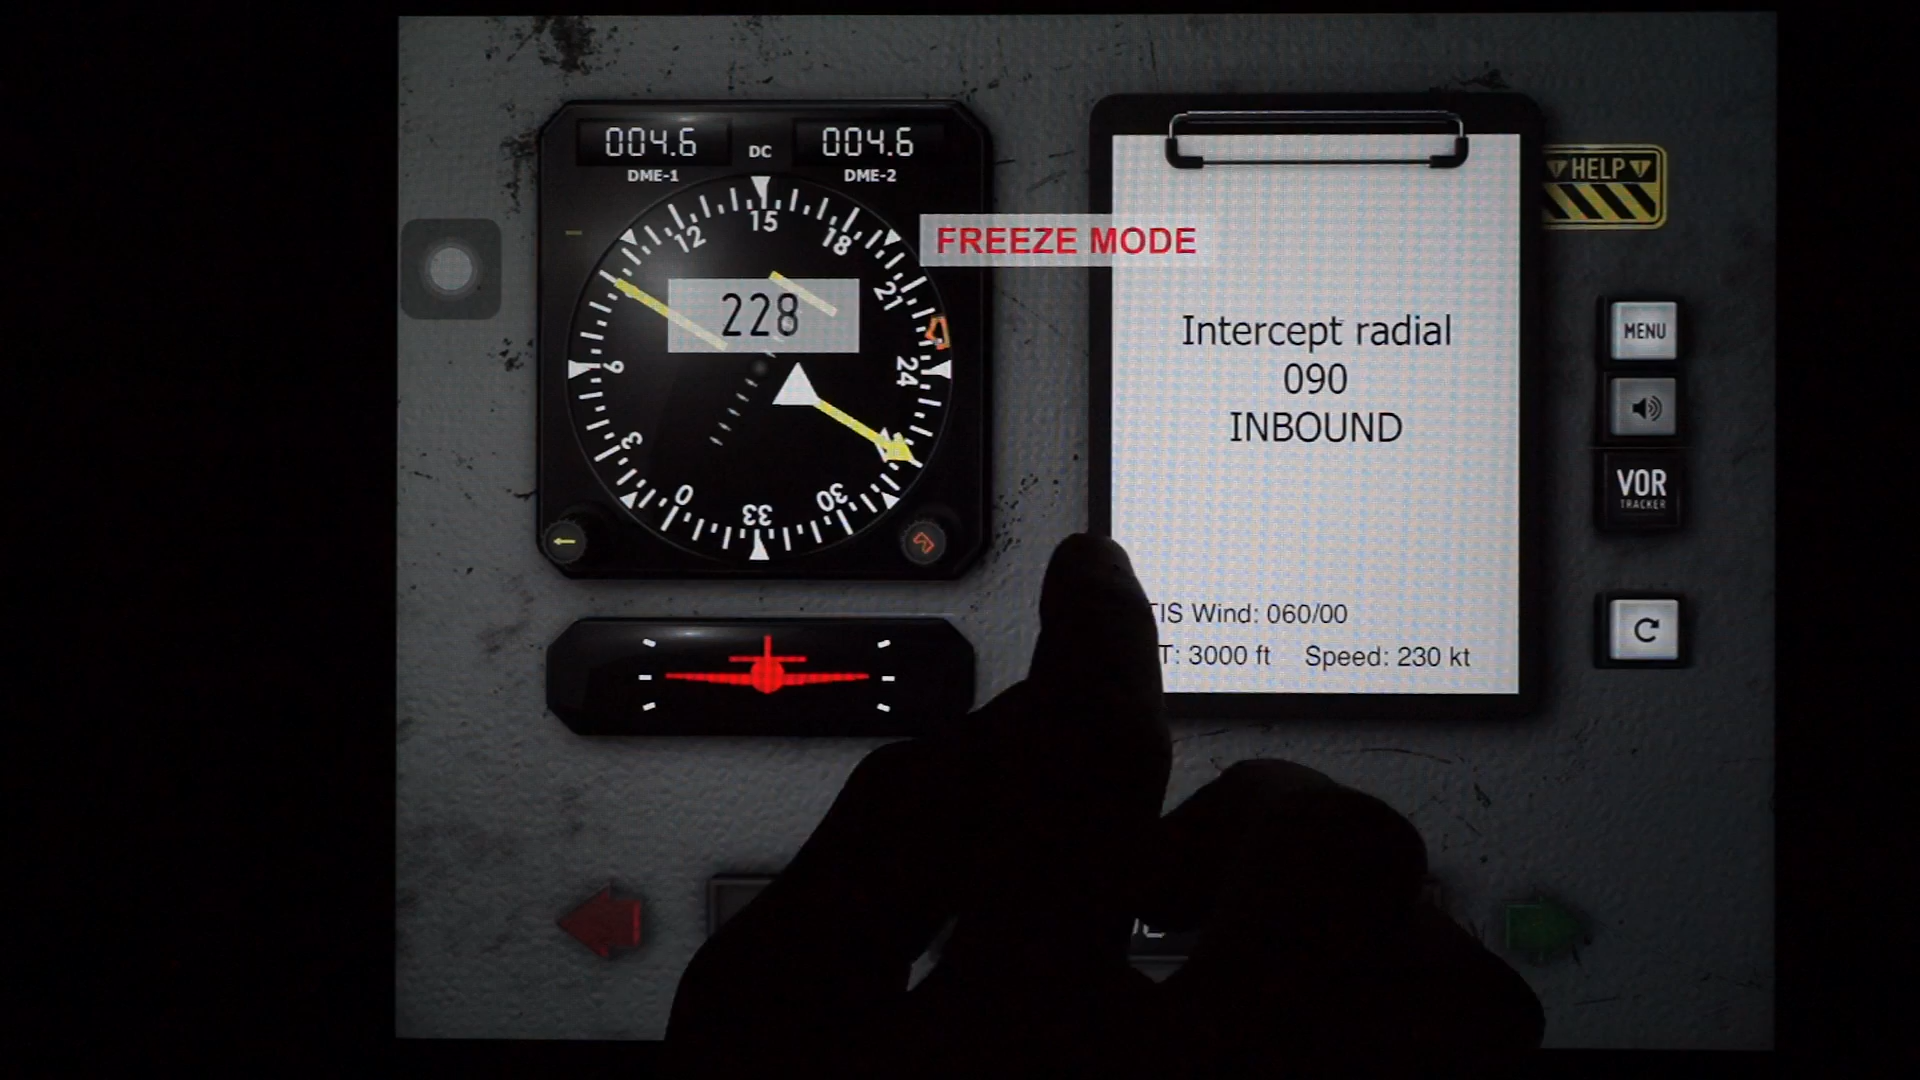 004.6
DC
004.6
DME-1
DME-2
HELP
FREEZE MODE
12
15
18
21
24
30
33
0
3
6
228
Intercept radial
090
INBOUND
MENU
VOR
TRACKER
TIS Wind: 060/00
T: 3000 ft Speed: 230 kt